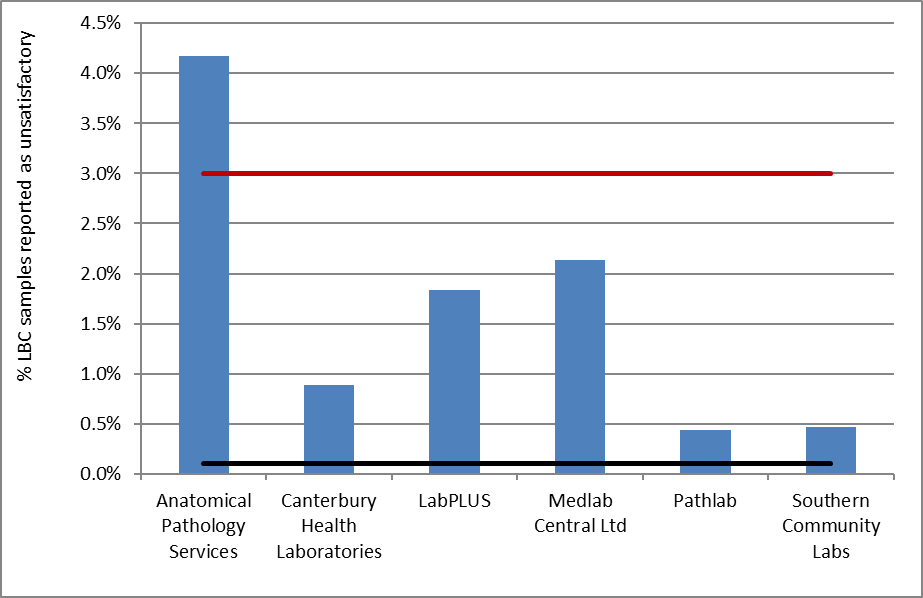 % LBC samples reported as unsatisfactory
4.5%
4.0%
3.5%
3.0%
2.5%
2.0%
1.5%
1.0%
0.5%
0.0%
Anatomical
Pathology
Services
Canterbury
Health
Laboratories
LabPLUS
Medlab
Central Ltd
Pathlab
Southern
Community
Labs